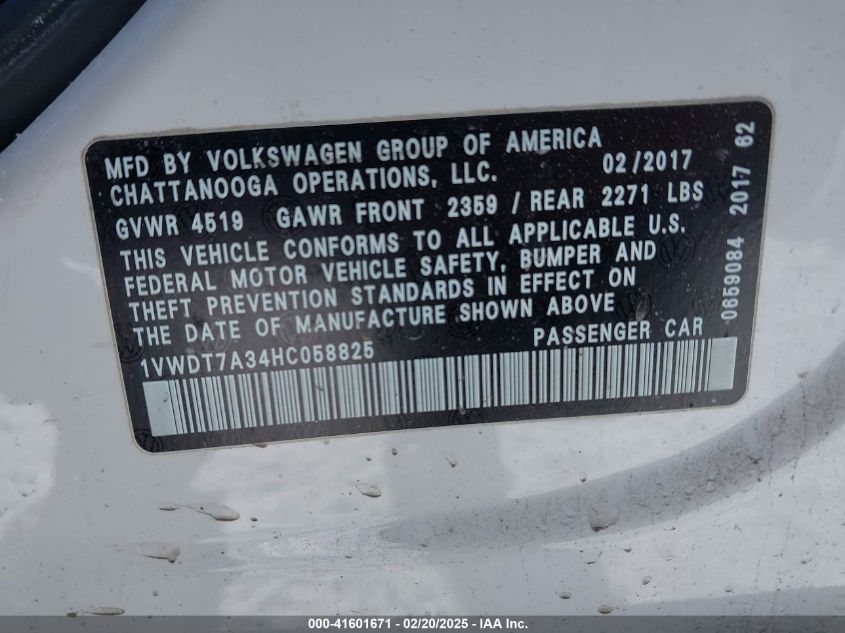 MFD BY VOLKSWAGEN GROUP OF AMERICA
CHATTANOOGA OPERATIONS, LLC. 02/2017
GVWR 4519 GAWR FRONT 2359 / REAR 2271 LBS
THIS VEHICLE CONFORMS TO ALL APPLICABLE U.S.
FEDERAL MOTOR VEHICLE SAFETY, BUMPER AND
THEFT PREVENTION STANDARDS IN EFFECT ON
THE DATE OF MANUFACTURE SHOWN ABOVE
1VWDT7A34HC058825 PASSENGER CAR
0659084 2017 62
000-41601671 - 02/20/2025 - IAA Inc.